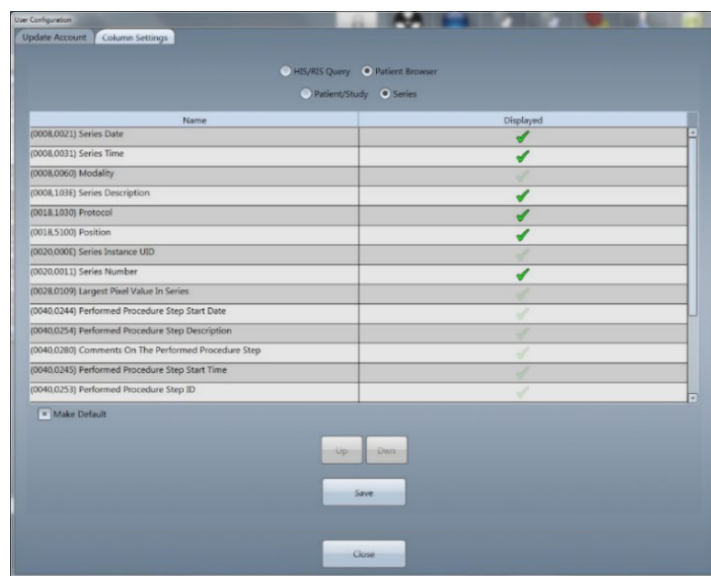 User Configuration
Update Account Column Settings
HIS/RIS Query Patient Browser
Patient/Study Series
Name Displayed
(0008,0021) Series Date
(0008,0031) Series Time
(0008,0060) Modality
(0008,103E) Series Description
(0018,1030) Protocol
(0018,5100) Position
(0020,000E) Series Instance UID
(0020,0011) Series Number
(0028,0109) Largest Pixel Value In Series
(0040,0244) Performed Procedure Step Start Date
(0040,0254) Performed Procedure Step Description
(0040,0280) Comments On The Performed Procedure Step
(0040,0245) Performed Procedure Step Start Time
(0040,0253) Performed Procedure Step ID
Make Default
Up Dwn
Save
Close